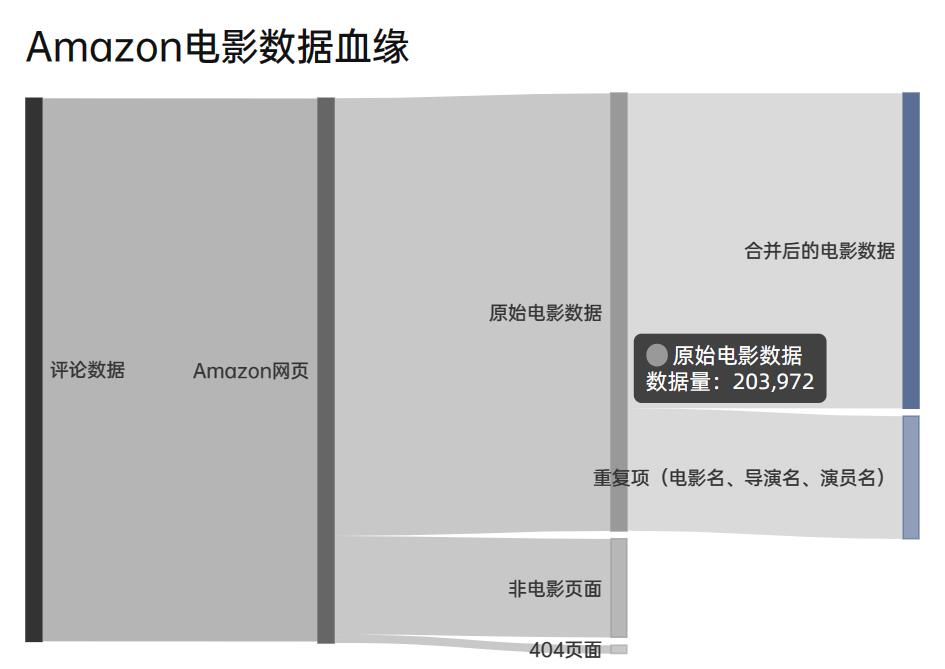 Amazon电影数据血缘
合并后的电影数据
原始电影数据
原始电影数据
数据量：203,972
评论数据
Amazon网页
重复项（电影名、导演名、演员名）
非电影页面
404页面